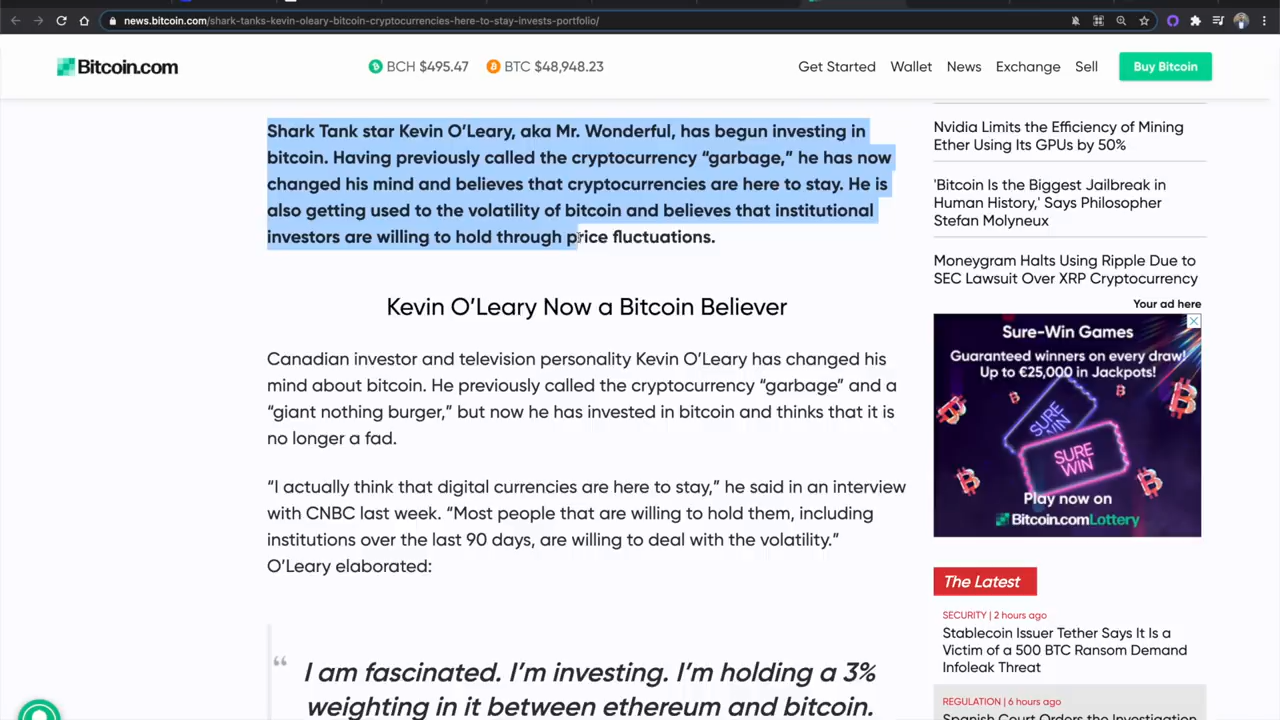 news.bitcoin.com/shark-tanks-kevin-oleary-bitcoin-cryptocurrencies-here-to-stay-invests-portfolio/
Bitcoin.com
BCH $495.47
BTC $48,948.23
Get Started
Wallet
News
Exchange
Sell
Buy Bitcoin
Shark Tank star Kevin O’Leary, aka Mr. Wonderful, has begun investing in
bitcoin. Having previously called the cryptocurrency “garbage,” he has now
changed his mind and believes that cryptocurrencies are here to stay. He is
also getting used to the volatility of bitcoin and believes that institutional
investors are willing to hold through price fluctuations.
Kevin O’Leary Now a Bitcoin Believer
Canadian investor and television personality Kevin O’Leary has changed his
mind about bitcoin. He previously called the cryptocurrency “garbage” and a
“giant nothing burger,” but now he has invested in bitcoin and thinks that it is
no longer a fad.
“I actually think that digital currencies are here to stay,” he said in an interview
with CNBC last week. “Most people that are willing to hold them, including
institutions over the last 90 days, are willing to deal with the volatility.”
O’Leary elaborated:
“
I am fascinated. I’m investing. I’m holding a 3%
weighting in it between ethereum and bitcoin.
Nvidia Limits the Efficiency of Mining
Ether Using Its GPUs by 50%
'Bitcoin Is the Biggest Jailbreak in
Human History,' Says Philosopher
Stefan Molyneux
Moneygram Halts Using Ripple Due to
SEC Lawsuit Over XRP Cryptocurrency
Your ad here
Sure-Win Games
Guaranteed winners on every draw!
Up to €25,000 in Jackpots!
SURE
WIN
SURE
WIN
Play now on
Bitcoin.comLottery
The Latest
SECURITY | 2 hours ago
Stablecoin Issuer Tether Says It Is a
Victim of a 500 BTC Ransom Demand
Infoleak Threat
REGULATION | 6 hours ago
Spanish Court Orders the Investigation